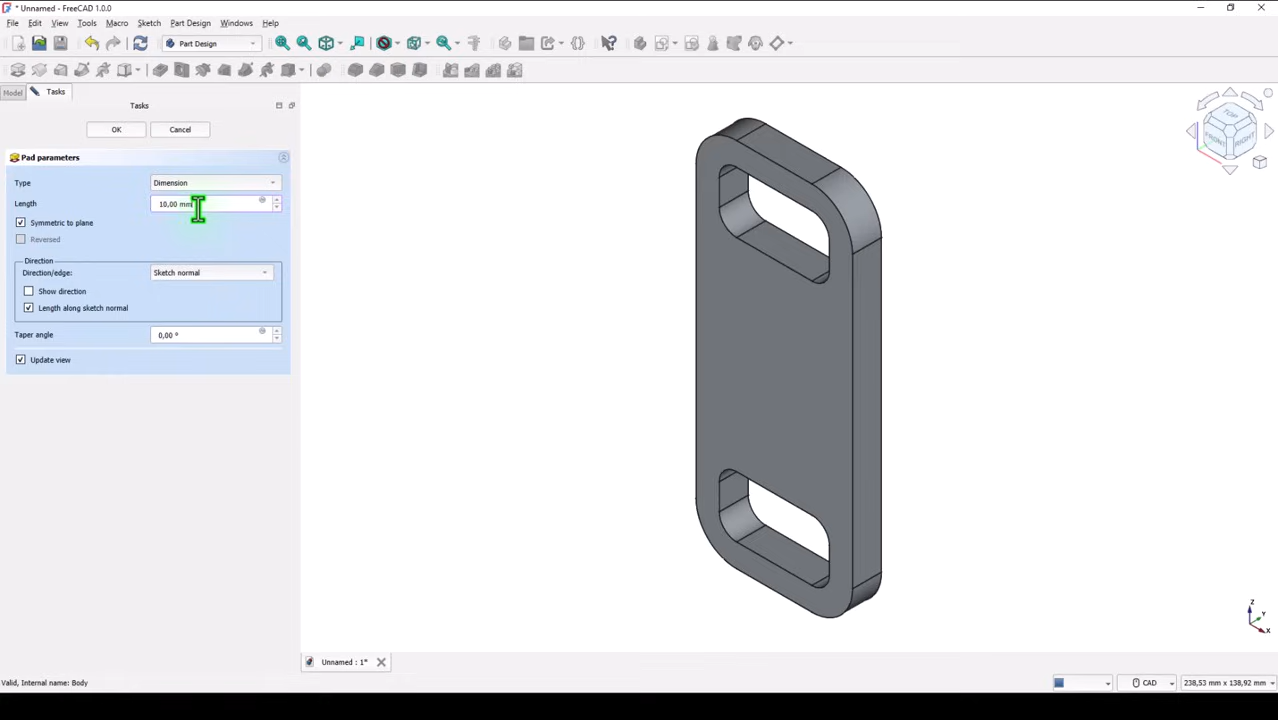 * Unnamed - FreeCAD 1.0.0
File Edit View Tools Macro Sketch Part Design Windows Help
Part Design
Model Tasks
Tasks
OK Cancel
Pad parameters
Type Dimension
Length 10,00 mm
Symmetric to plane
Reversed
Direction
Direction/edge: Sketch normal
Show direction
Length along sketch normal
Taper angle 0,00 °
Update view
TOP
FRONT RIGHT
Z
Y
X
Unnamed : 1*
Valid, Internal name: Body
CAD 238,53 mm x 138,92 mm